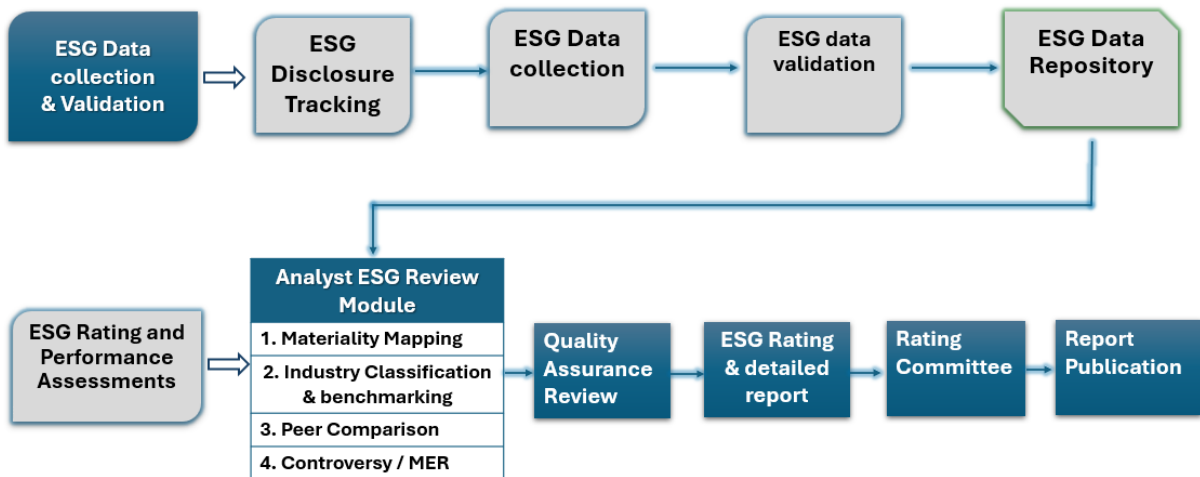 ESG Data
collection
& Validation
ESG
Disclosure
Tracking
ESG Data
collection
ESG data
validation
ESG Data
Repository
ESG Rating and
Performance
Assessments
Analyst ESG Review
Module
1. Materiality Mapping
2. Industry Classification
& benchmarking
3. Peer Comparison
4. Controversy / MER
Quality
Assurance
Review
ESG Rating
& detailed
report
Rating
Committee
Report
Publication